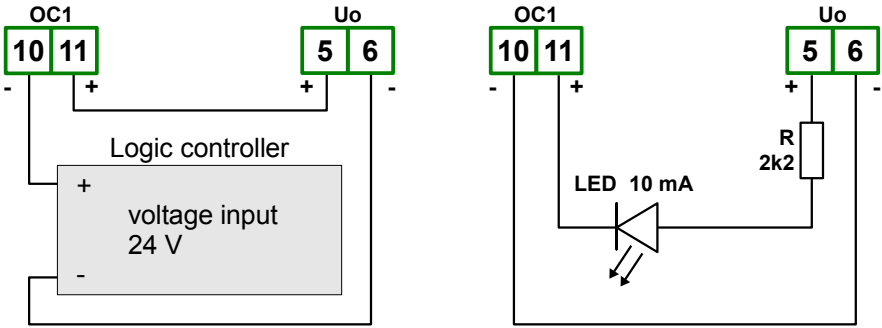 OC1 Uo
10 11 5 6
- + + -
Logic controller
+
voltage input
24 V
-
OC1 Uo
10 11 5 6
- + + -
R
2k2
LED 10 mA